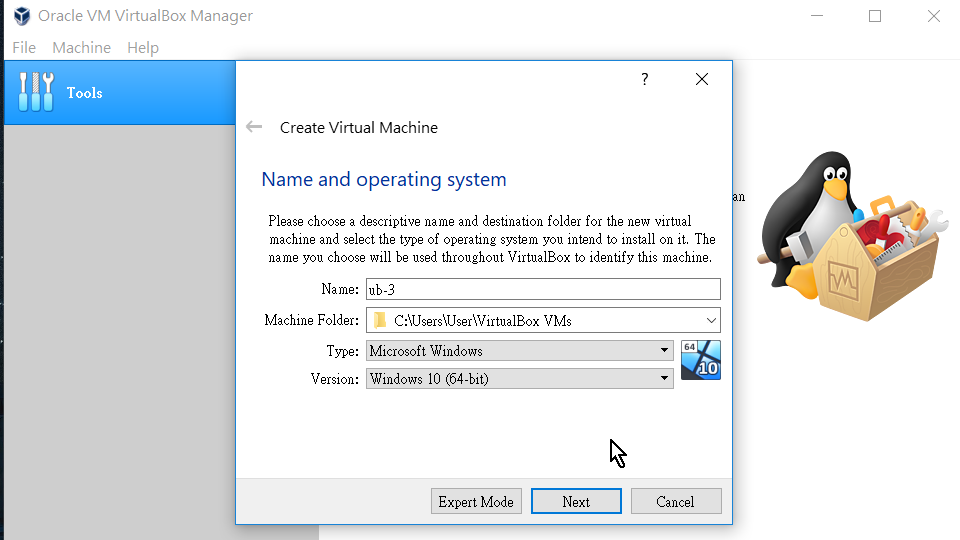 Oracle VM VirtualBox Manager
File Machine Help
Tools
?
Create Virtual Machine
Name and operating system
an
Please choose a descriptive name and destination folder for the new virtual
machine and select the type of operating system you intend to install on it. The
name you choose will be used throughout VirtualBox to identify this machine.
Name: ub-3
Machine Folder: C:\Users\User\VirtualBox VMs
Type: Microsoft Windows
64
Version: Windows 10 (64-bit)
10
Expert Mode Next Cancel